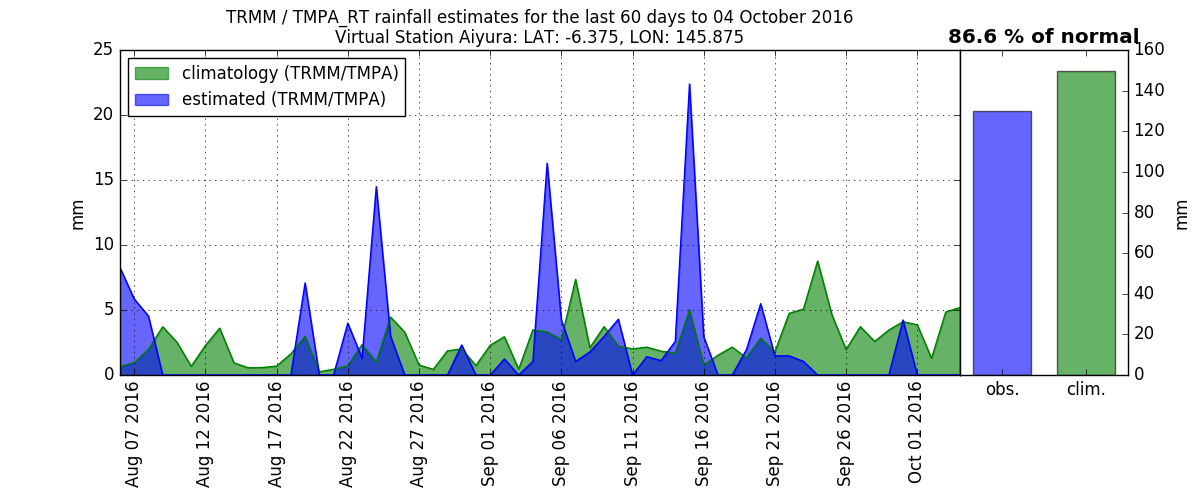 TRMM / TMPA_RT rainfall estimates for the last 60 days to 04 October 2016
Virtual Station Aiyura: LAT: -6.375, LON: 145.875
86.6 % of normal
climatology (TRMM/TMPA)
estimated (TRMM/TMPA)
25
20
15
10
5
0
mm
Aug 07 2016
Aug 12 2016
Aug 17 2016
Aug 22 2016
Aug 27 2016
Sep 01 2016
Sep 06 2016
Sep 11 2016
Sep 16 2016
Sep 21 2016
Sep 26 2016
Oct 01 2016
obs.
clim.
160
140
120
100
80
60
40
20
0
mm